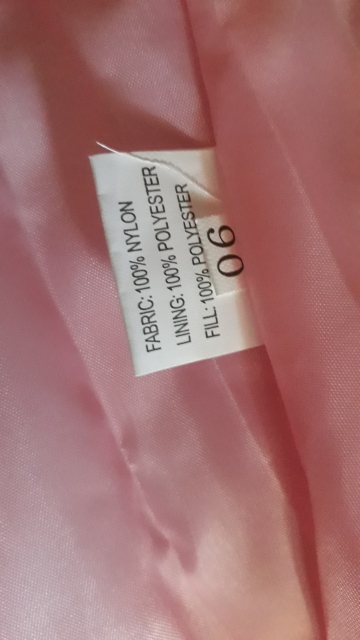 FABRIC: 100% NYLON
LINING: 100% POLYESTER
FILL: 100% POLYESTER
06